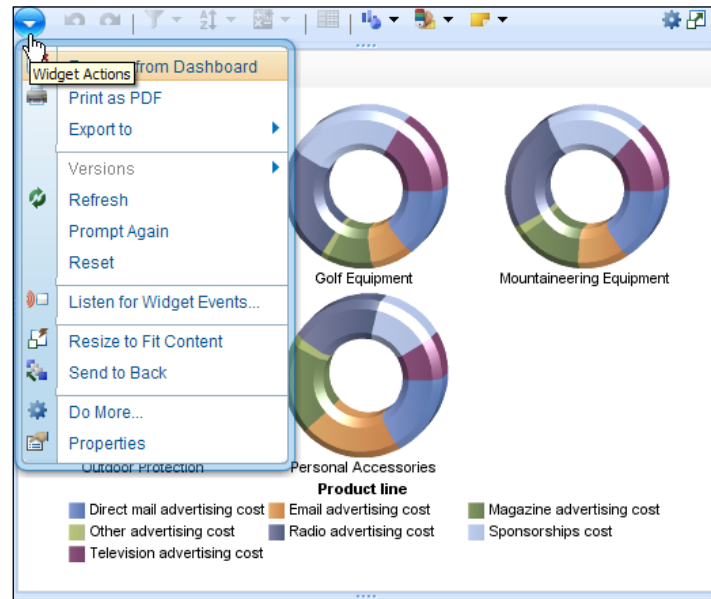 from Dashboard
Widget Actions
Print as PDF
Export to
Versions
Refresh
Prompt Again
Reset
Listen for Widget Events...
Resize to Fit Content
Send to Back
Do More...
Properties
Golf Equipment
Mountaineering Equipment
Outdoor Protection
Personal Accessories
Product line
Direct mail advertising cost
Email advertising cost
Magazine advertising cost
Other advertising cost
Radio advertising cost
Sponsorships cost
Television advertising cost